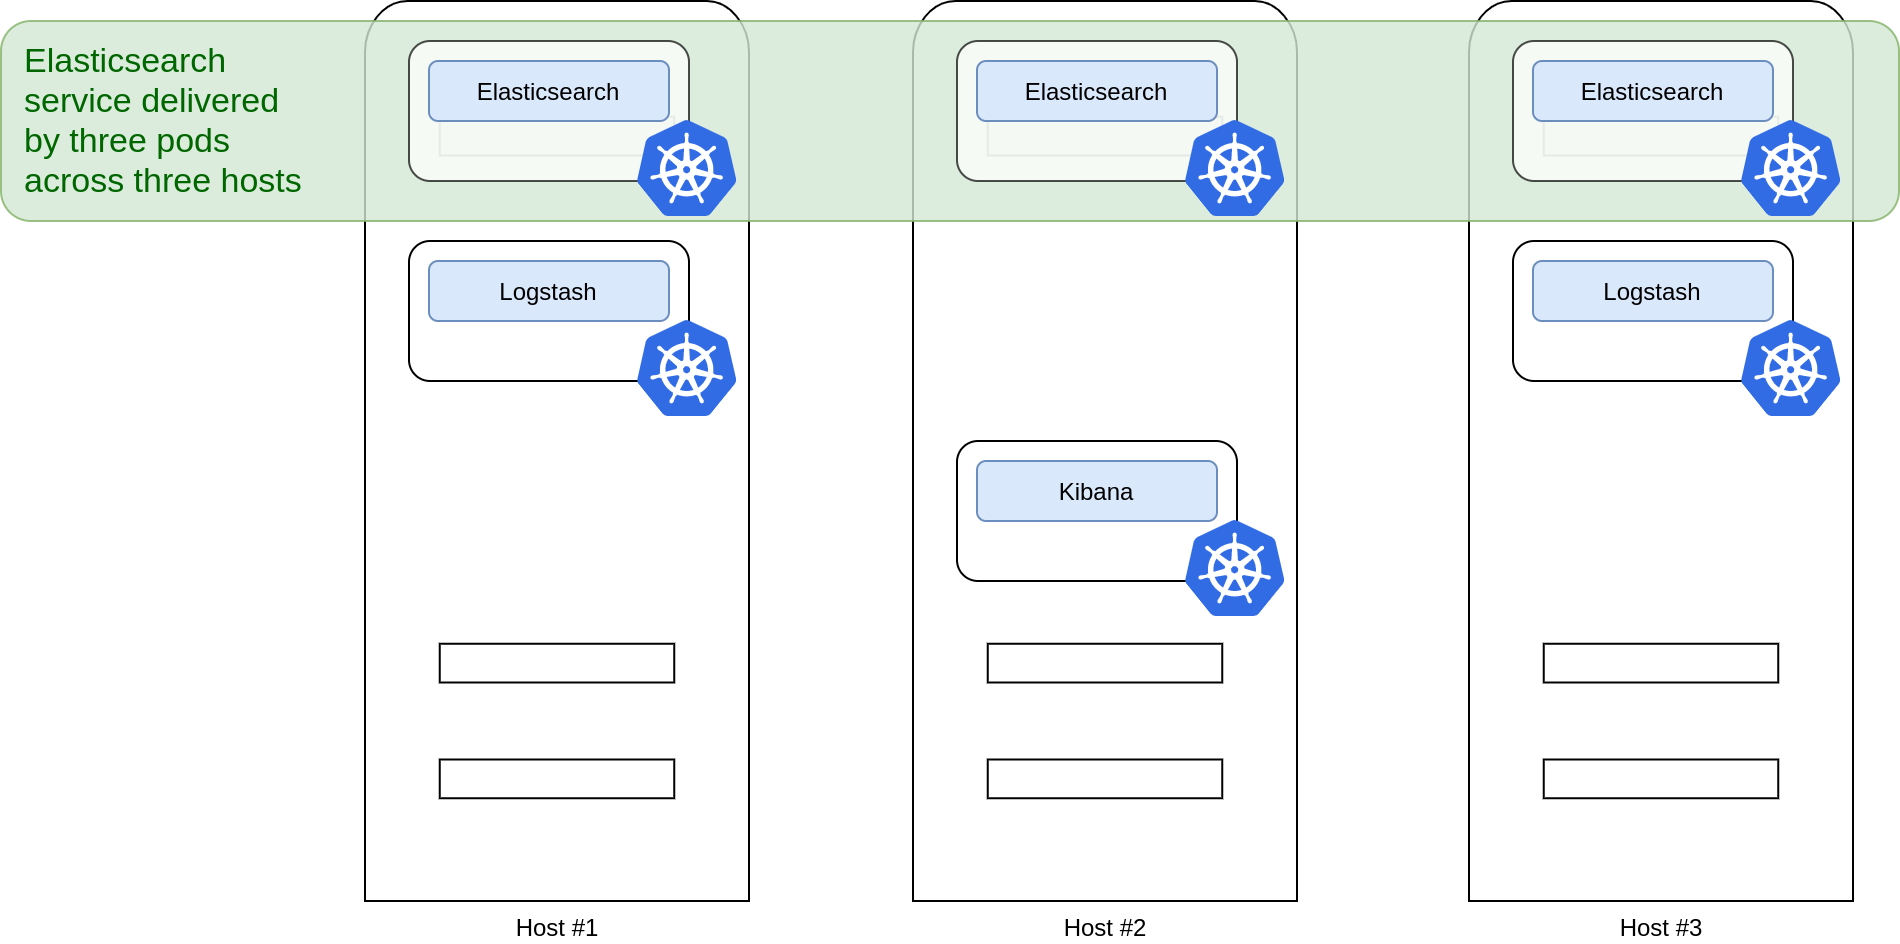 Elasticsearch
service delivered
by three pods
across three hosts
Elasticsearch
Elasticsearch
Elasticsearch
Logstash
Logstash
Kibana
Host #1
Host #2
Host #3